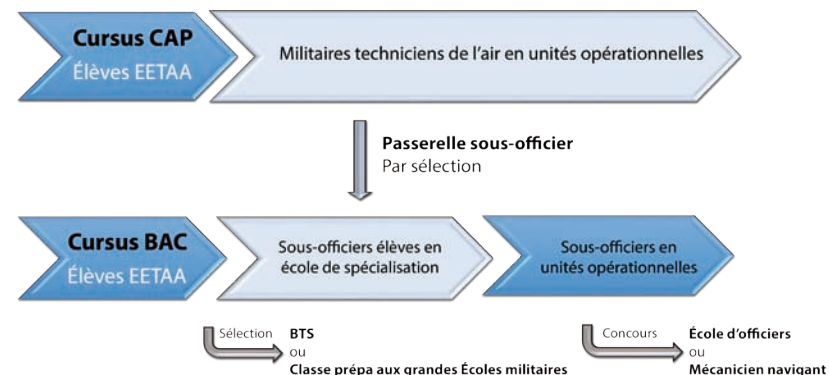 Cursus CAP
Élèves EETAA
Militaires techniciens de l'air en unités opérationnelles
Passerelle sous-officier
Par sélection
Cursus BAC
Élèves EETAA
Sous-officiers élèves en
école de spécialisation
Sous-officiers en
unités opérationnelles
Sélection
BTS
ou
Classe prépa aux grandes Écoles militaires
Concours
École d'officiers
ou
Mécanicien navigant